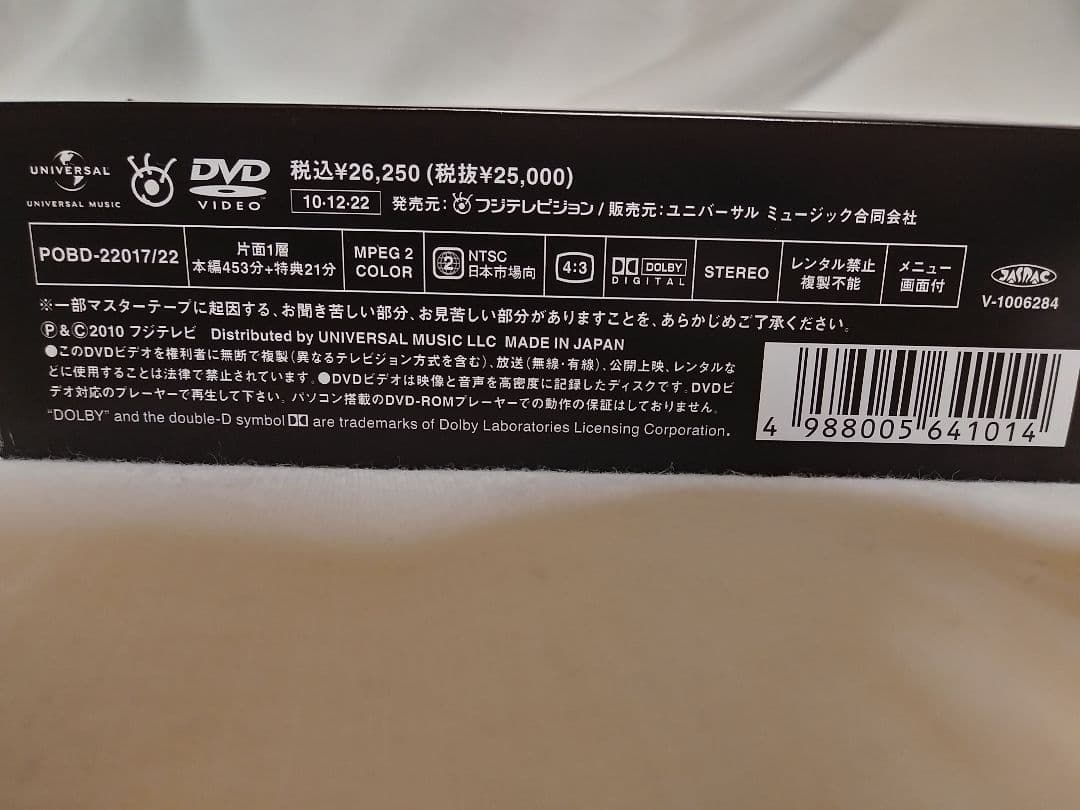 UNIVERSAL
UNIVERSAL MUSIC
DVD
VIDEO
税込¥26,250 (税抜¥25,000)
10・12・22 発売元:フジテレビジョン / 販売元:ユニバーサル ミュージック合同会社
POBD-22017/22
片面1層
本編453分+特典21分
MPEG 2
COLOR
2
NTSC
日本市場向
4:3
DOLBY
DIGITAL
STEREO
レンタル禁止
複製不能
メニュー
画面付
JASRAC
V-1006284
※一部マスターテープに起因する、お聞き苦しい部分、お見苦しい部分がありますことを、あらかじめご了承ください。
Ⓟ&Ⓒ2010 フジテレビ Distributed by UNIVERSAL MUSIC LLC MADE IN JAPAN
●このDVDビデオを権利者に無断で複製(異なるテレビジョン方式を含む)、放送(無線・有線)、公開上映、レンタルな
どに使用することは法律で禁止されています。●DVDビデオは映像と音声を高密度に記録したディスクです。DVDビ
デオ対応のプレーヤーで再生して下さい。パソコン搭載のDVD-ROMプレーヤーでの動作の保証はしておりません。
"DOLBY" and the double-D symbol are trademarks of Dolby Laboratories Licensing Corporation.
4 988005 641014